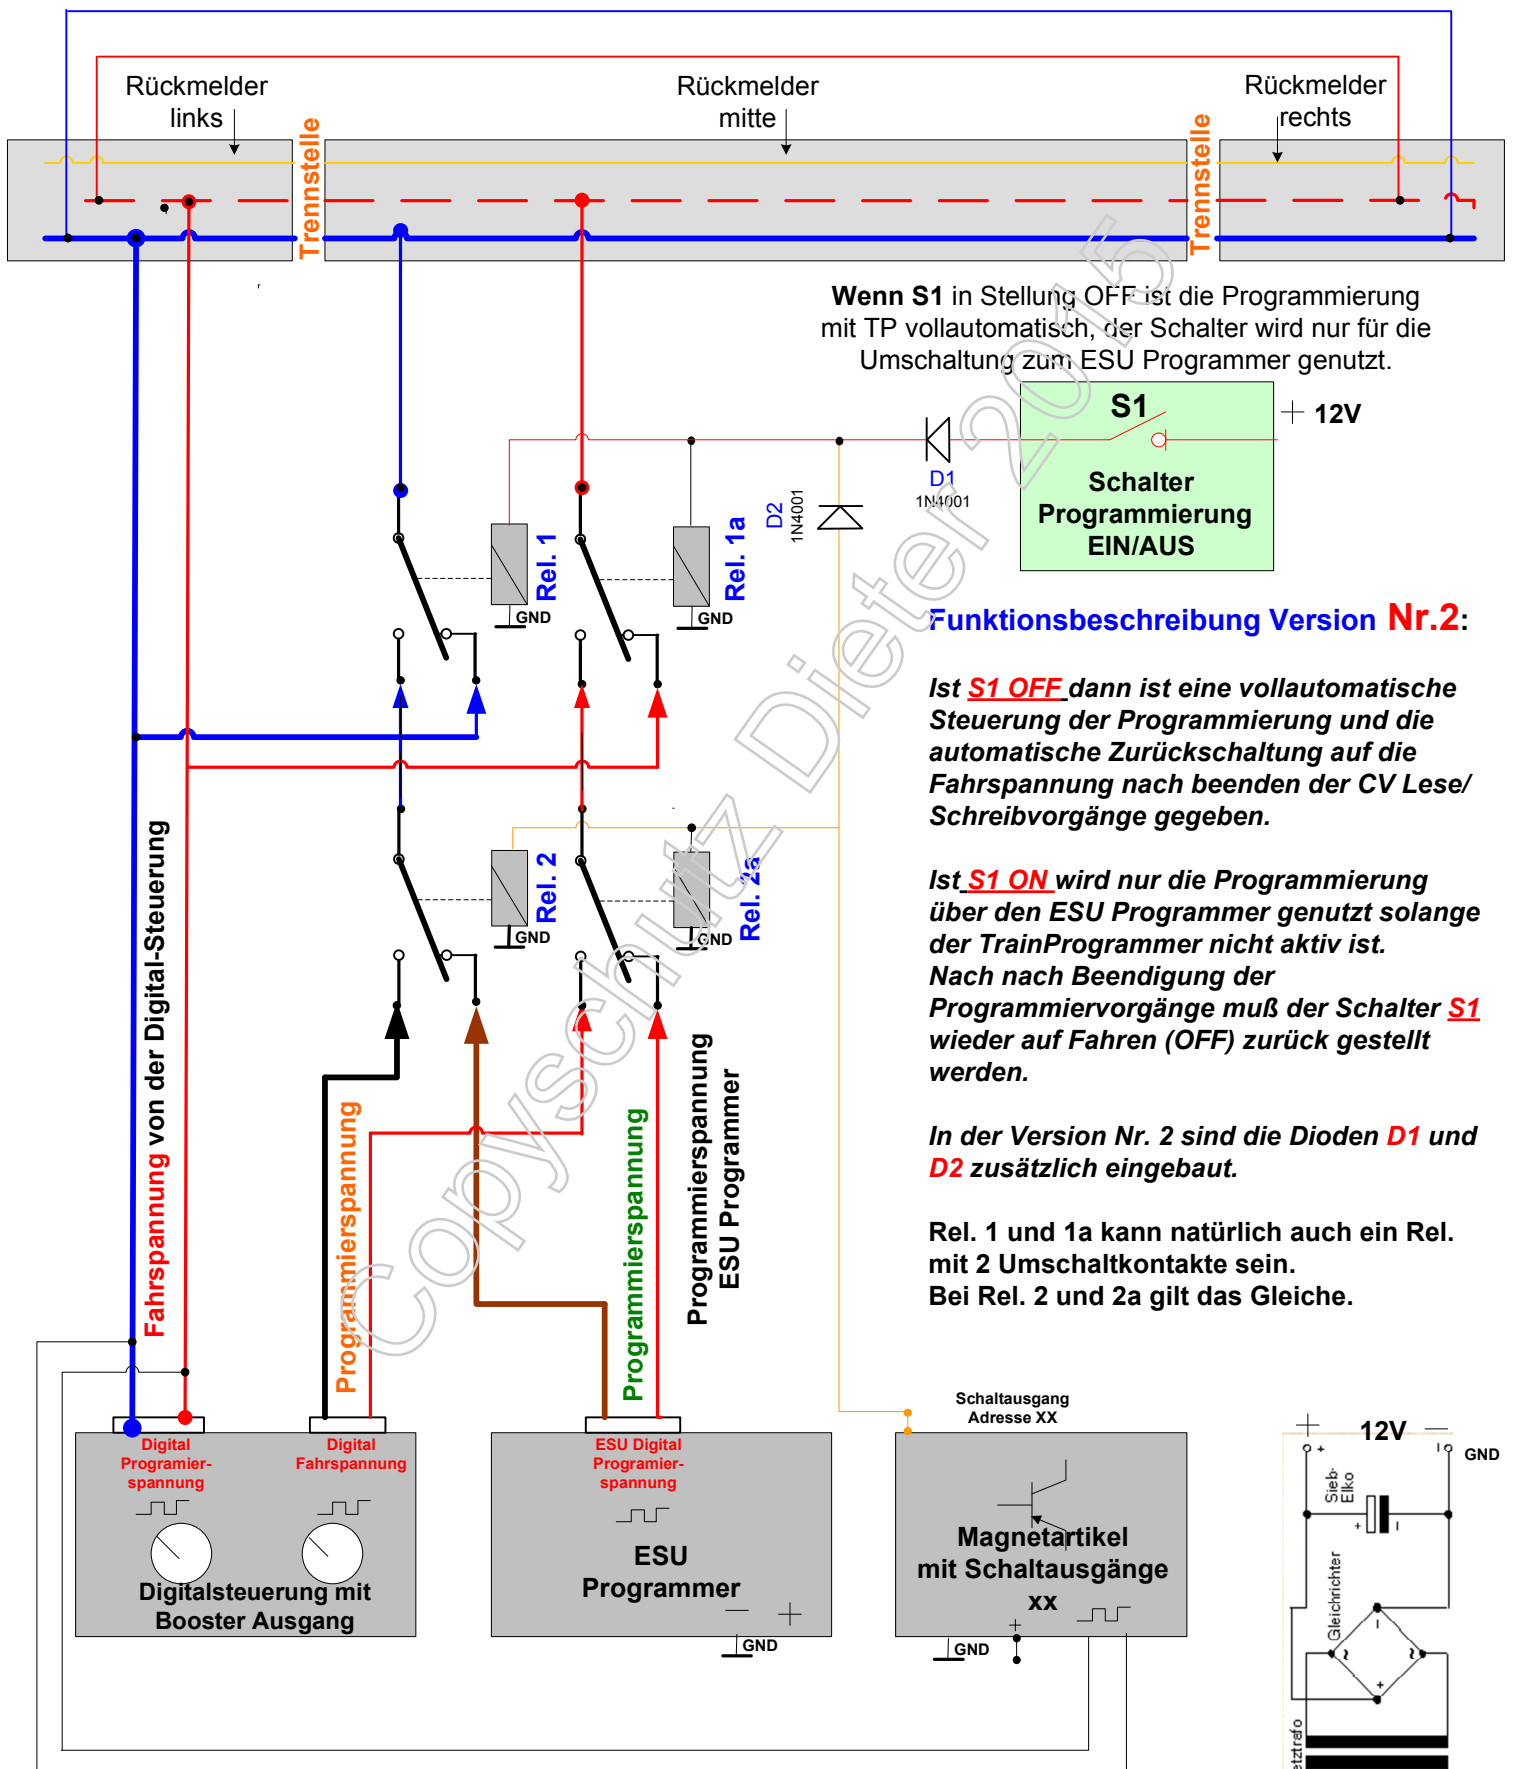 Rückmelder
links
Rückmelder
mitte
Rückmelder
rechts
Trennstelle
Trennstelle
Wenn S1 in Stellung OFF ist die Programmierung
mit TP vollautomatisch, der Schalter wird nur für die
Umschaltung zum ESU Programmer genutzt.
S1
+ 12V
Schalter
Programmierung
EIN/AUS
D1
1N4001
D2
1N4001
Rel. 1
GND
Rel. 1a
GND
Funktionsbeschreibung Version Nr.2:
Ist S1 OFF dann ist eine vollautomatische
Steuerung der Programmierung und die
automatische Zurückschaltung auf die
Fahrspannung nach beenden der CV Lese/
Schreibvorgänge gegeben.
Ist S1 ON wird nur die Programmierung
über den ESU Programmer genutzt solange
der TrainProgrammer nicht aktiv ist.
Nach nach Beendigung der
Programmiervorgänge muß der Schalter S1
wieder auf Fahren (OFF) zurück gestellt
werden.
In der Version Nr. 2 sind die Dioden D1 und
D2 zusätzlich eingebaut.
Rel. 1 und 1a kann natürlich auch ein Rel.
mit 2 Umschaltkontakte sein.
Bei Rel. 2 und 2a gilt das Gleiche.
Rel. 2
GND
Rel. 2a
GND
Fahrspannung von der Digital-Steuerung
Programmierspannung
Programmierspannung
Programmierspannung
ESU Programmer
Copyschutz Dieter 2015
Digital
Programier-
spannung
Digital
Fahrspannung
Digitalsteuerung mit
Booster Ausgang
ESU Digital
Programier-
spannung
ESU
Programmer
− +
GND
Schaltausgang
Adresse XX
Magnetartikel
mit Schaltausgänge
xx
+
GND
+ 12V −
+ −
GND
Sieb-
Elko
+ −
Gleichrichter
−
~ ~
+
etztrafo